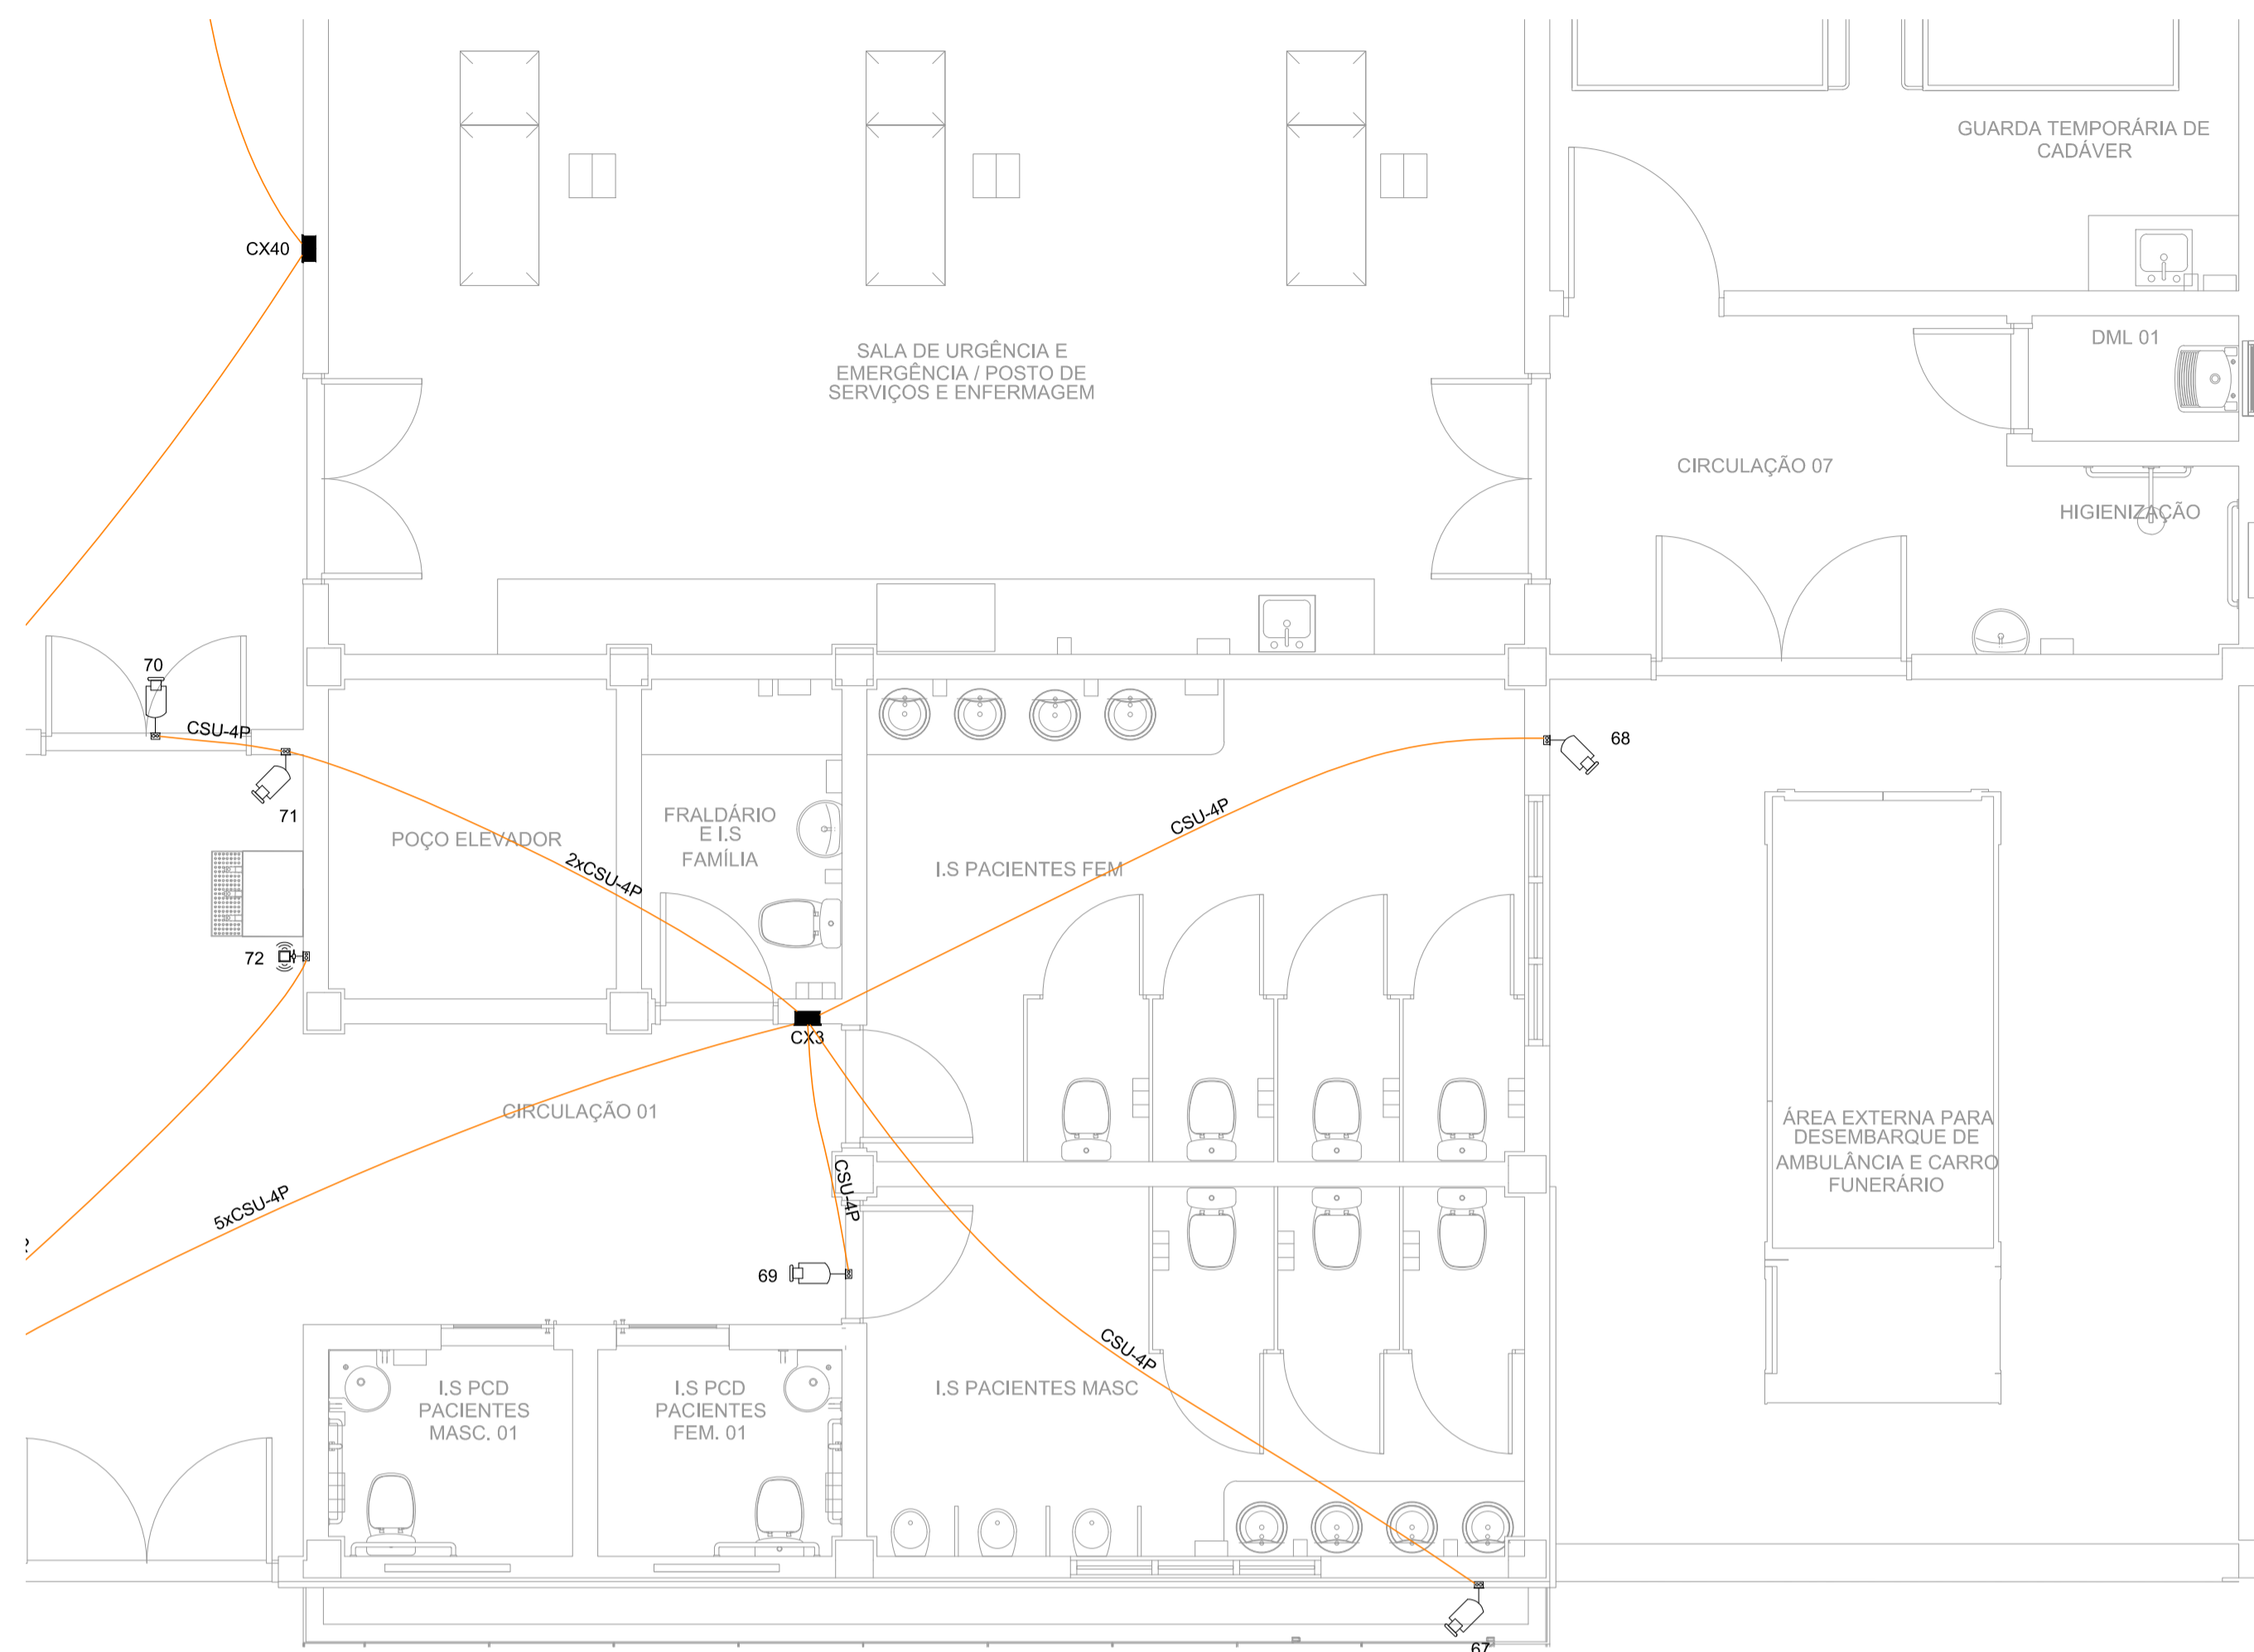 GUARDA TEMPORÁRIA DE
CADÁVER
CX40
DML 01
SALA DE URGÊNCIA E
EMERGÊNCIA / POSTO DE
SERVIÇOS E ENFERMAGEM
CIRCULAÇÃO 07
HIGIENIZAÇÃO
70
CSU-4P
68
71
POÇO ELEVADOR
FRALDÁRIO
E I.S
FAMÍLIA
CSU-4P
2xCSU-4P
I.S PACIENTES FEM
72
CX3
CIRCULAÇÃO 01
ÁREA EXTERNA PARA
DESEMBARQUE DE
AMBULÂNCIA E CARRO
FUNERÁRIO
CSU-4P
5xCSU-4P
69
CSU-4P
I.S PCD
PACIENTES
MASC. 01
I.S PCD
PACIENTES
FEM. 01
I.S PACIENTES MASC
67